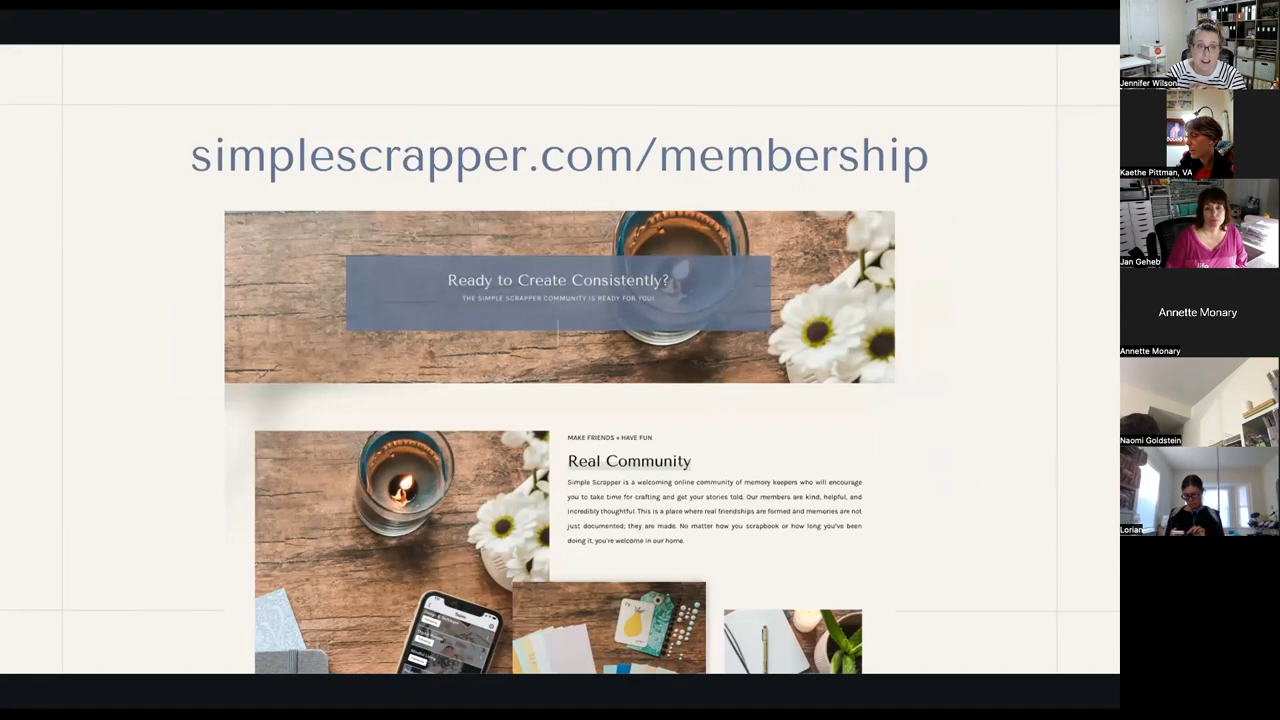 simplescrapper.com/membership
Ready to Create Consistently?
THE SIMPLE SCRAPPER COMMUNITY IS READY FOR YOU!
MAKE FRIENDS + HAVE FUN
Real Community
Simple Scrapper is a welcoming online community of memory keepers who will encourage
you to take time for crafting and get your stories told. Our members are kind, helpful, and
incredibly thoughtful. This is a place where real friendships are formed and memories are not
just documented; they are made. No matter how you scrapbook or how long you've been
doing it, you're welcome in our home.
Jennifer Wilson
Kaethe Pittman, VA
Jan Geheb
Annette Monary
Annette Monary
Naomi Goldstein
Lorian